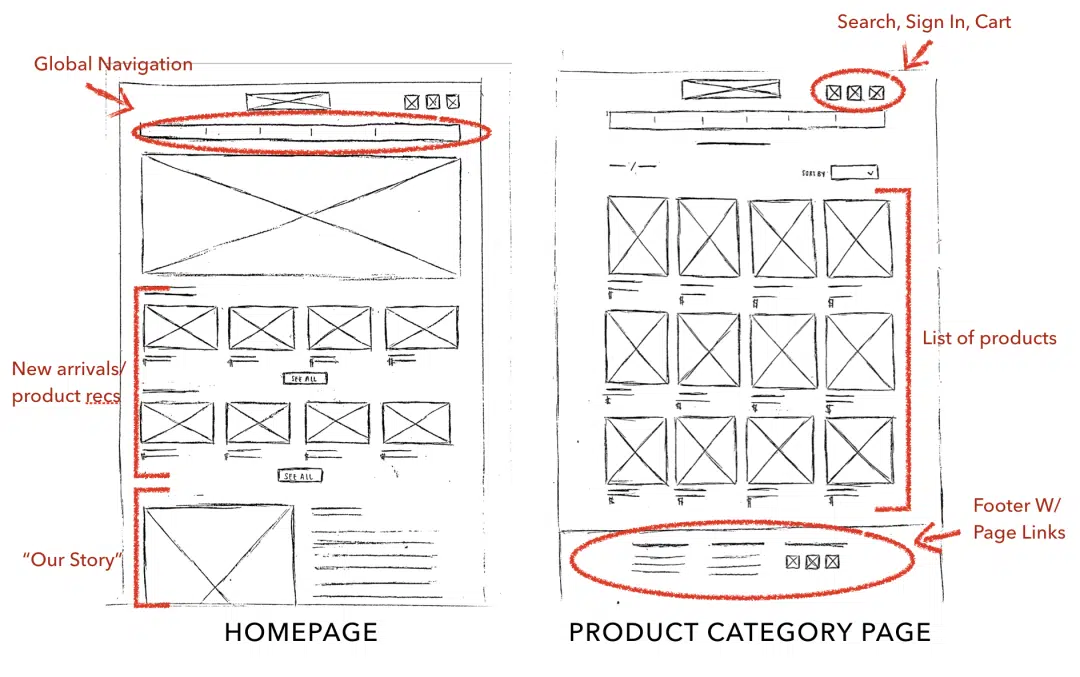 Search, Sign In, Cart
Global Navigation
SORT BY
List of products
New arrivals/
product recs
SEE ALL
SEE ALL
Footer W/
Page Links
“Our Story”
HOMEPAGE
PRODUCT CATEGORY PAGE